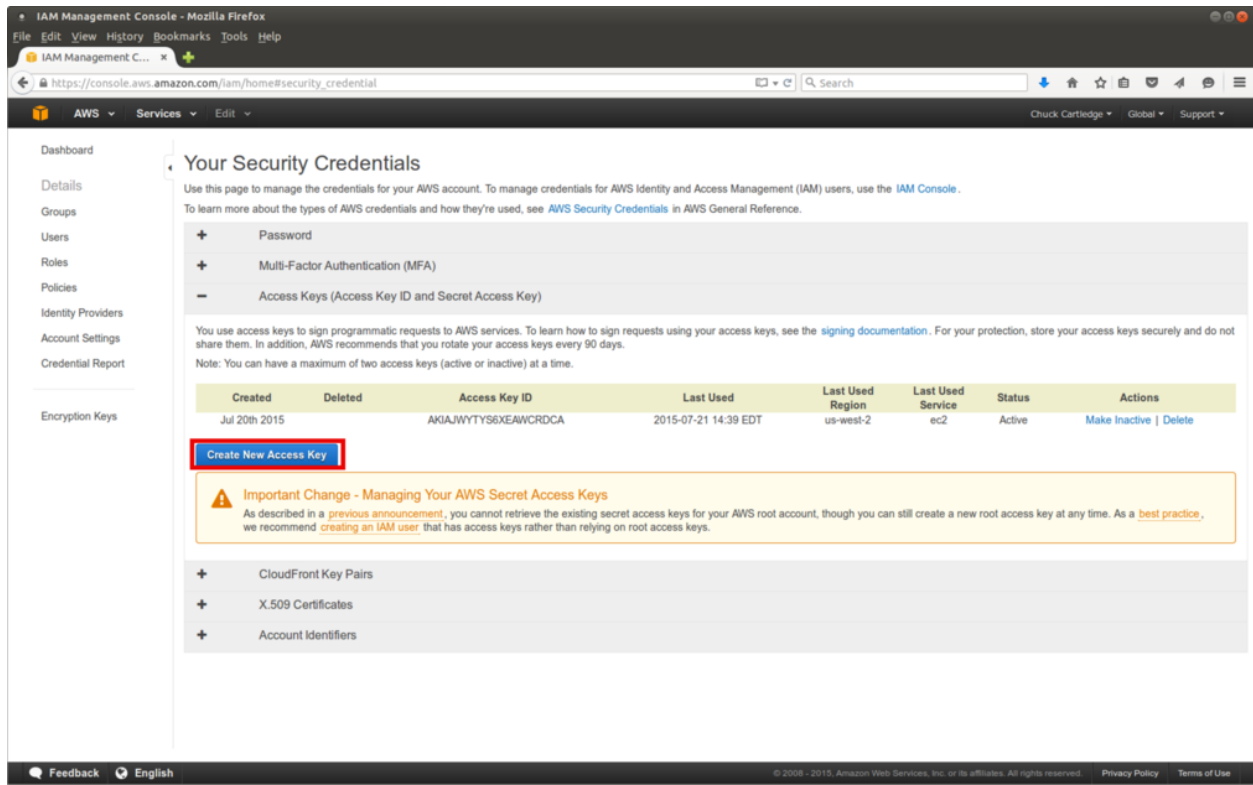 IAM Management Console - Mozilla Firefox
File Edit View History Bookmarks Tools Help
IAM Management C...
https://console.aws.amazon.com/iam/home#security_credential
Search
AWS Services Edit Chuck Cartledge Global Support
Dashboard
Details
Groups
Users
Roles
Policies
Identity Providers
Account Settings
Credential Report
Encryption Keys
Your Security Credentials
Use this page to manage the credentials for your AWS account. To manage credentials for AWS Identity and Access Management (IAM) users, use the IAM Console.
To learn more about the types of AWS credentials and how they're used, see AWS Security Credentials in AWS General Reference.
+ Password
+ Multi-Factor Authentication (MFA)
− Access Keys (Access Key ID and Secret Access Key)
You use access keys to sign programmatic requests to AWS services. To learn how to sign requests using your access keys, see the signing documentation. For your protection, store your access keys securely and do not
share them. In addition, AWS recommends that you rotate your access keys every 90 days.
Note: You can have a maximum of two access keys (active or inactive) at a time.
Created Deleted Access Key ID Last Used Last Used Region Last Used Service Status Actions
Jul 20th 2015 AKIAJWYTYS6XEAWCRDCA 2015-07-21 14:39 EDT us-west-2 ec2 Active Make Inactive | Delete
Create New Access Key
Important Change - Managing Your AWS Secret Access Keys
As described in a previous announcement, you cannot retrieve the existing secret access keys for your AWS root account, though you can still create a new root access key at any time. As a best practice,
we recommend creating an IAM user that has access keys rather than relying on root access keys.
+ CloudFront Key Pairs
+ X.509 Certificates
+ Account Identifiers
Feedback English © 2008 - 2015, Amazon Web Services, Inc. or its affiliates. All rights reserved. Privacy Policy Terms of Use